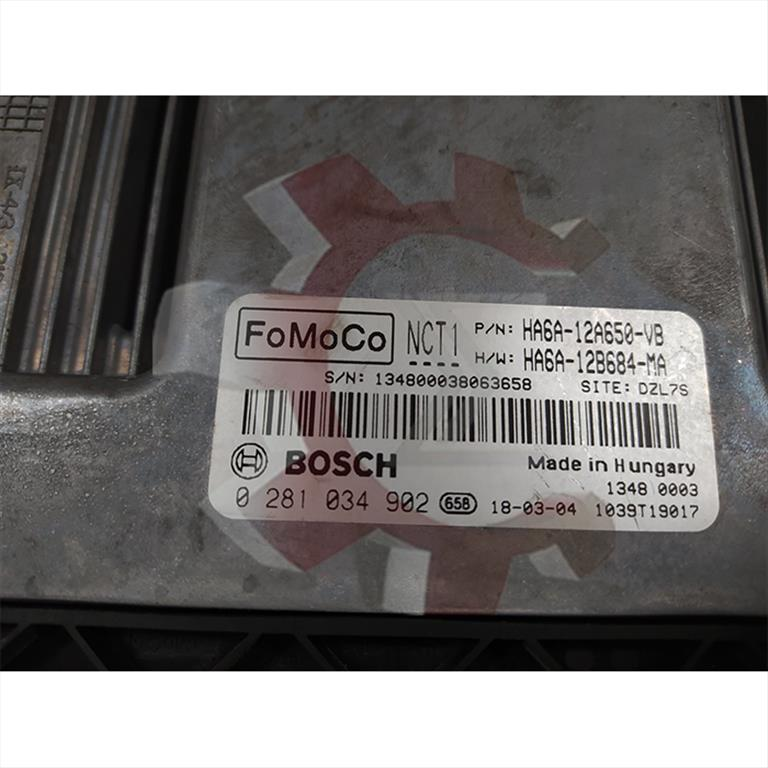 FoMoCo NCT1 P/N: HA6A-12A650-VB
H/W: HA6A-12B684-MA
S/N: 134800038063658 SITE: DZL7S
BOSCH Made in Hungary
1348 0003
0 281 034 902 658 18-03-04 1039T19017